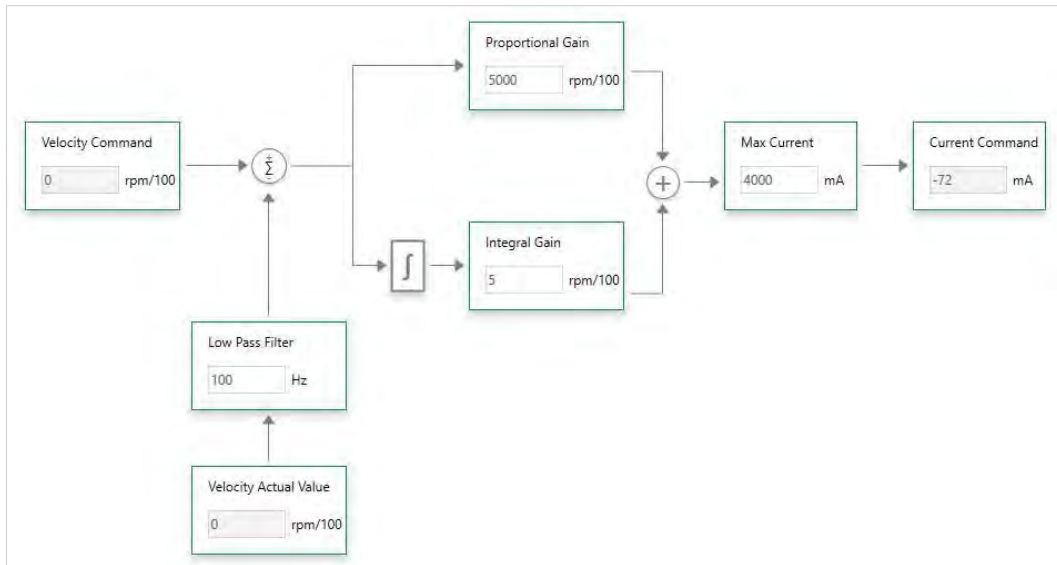 Proportional Gain
5000 rpm/100
Velocity Command
0 rpm/100
+
Σ
-
+
Max Current
4000 mA
Current Command
-72 mA
∫
Integral Gain
5 rpm/100
Low Pass Filter
100 Hz
Velocity Actual Value
0 rpm/100